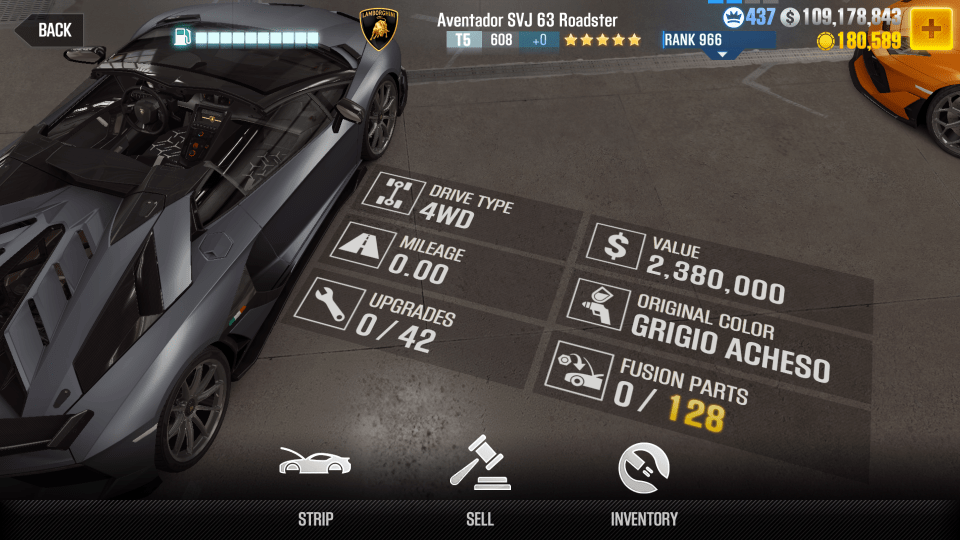 BACK
LAMBORGHINI
Aventador SVJ 63 Roadster
T5 608 +0
RANK 966
437 $ 109,178,843
180,589
+
DRIVE TYPE
4WD
MILEAGE
0.00
UPGRADES
0 / 42
$ VALUE
2,380,000
ORIGINAL COLOR
GRIGIO ACHESO
FUSION PARTS
0 / 128
STRIP
SELL
INVENTORY